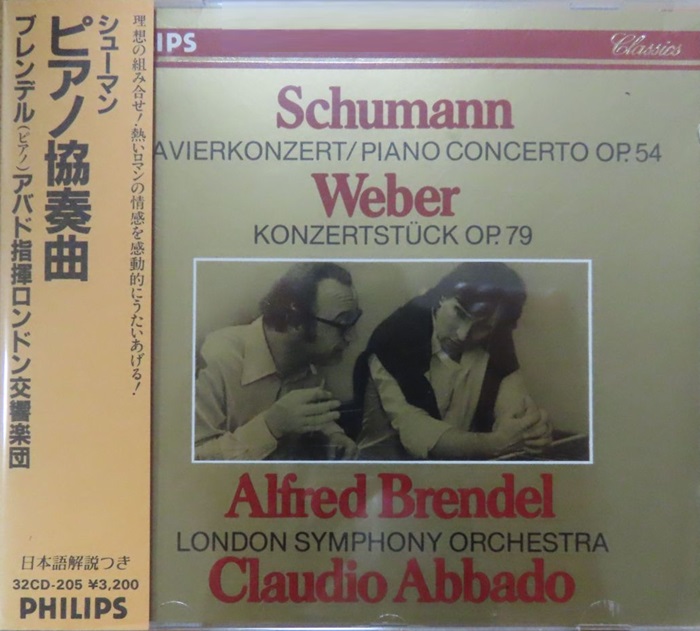 理想の組み合せ！熱いロマンの情感を感動的にうたいあげる！
シューマン
ピアノ協奏曲
ブレンデル（ピアノ）アバド指揮ロンドン交響楽団
日本語解説つき
32CD-205 ¥3,200
PHILIPS
IPS
Classics
Schumann
AVIERKONZERT/PIANO CONCERTO OP. 54
Weber
KONZERTSTÜCK OP. 79
Alfred Brendel
LONDON SYMPHONY ORCHESTRA
Claudio Abbado